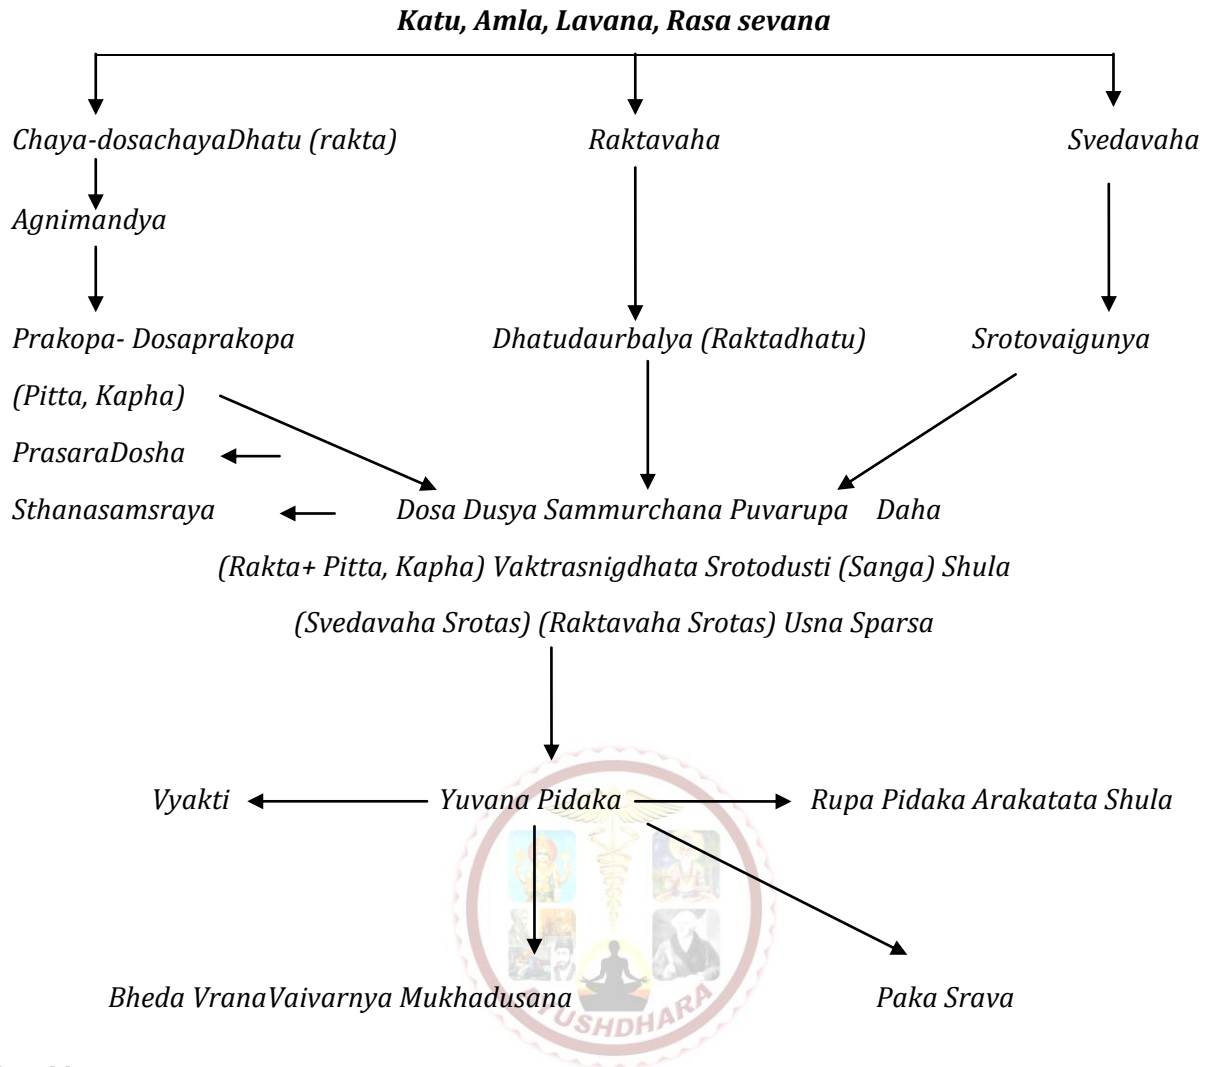 Katu, Amla, Lavana, Rasa sevana
Chaya-dosachayaDhatu (rakta) Raktavaha Svedavaha
Agnimandya
Prakopa- Dosaprakopa Dhatudaurbalya (Raktadhatu) Srotovaigunya
(Pitta, Kapha)
PrasaraDosha
Sthanasamsraya Dosa Dusya Sammurchana Puvarupa Daha
(Rakta+ Pitta, Kapha) Vaktrasnigdhata Srotodusti (Sanga) Shula
(Svedavaha Srotas) (Raktavaha Srotas) Usna Sparsa
Vyakti Yuvana Pidaka Rupa Pidaka Arakatata Shula
Bheda VranaVaivarnya Mukhadusana Paka Srava
AYUSHDHARA